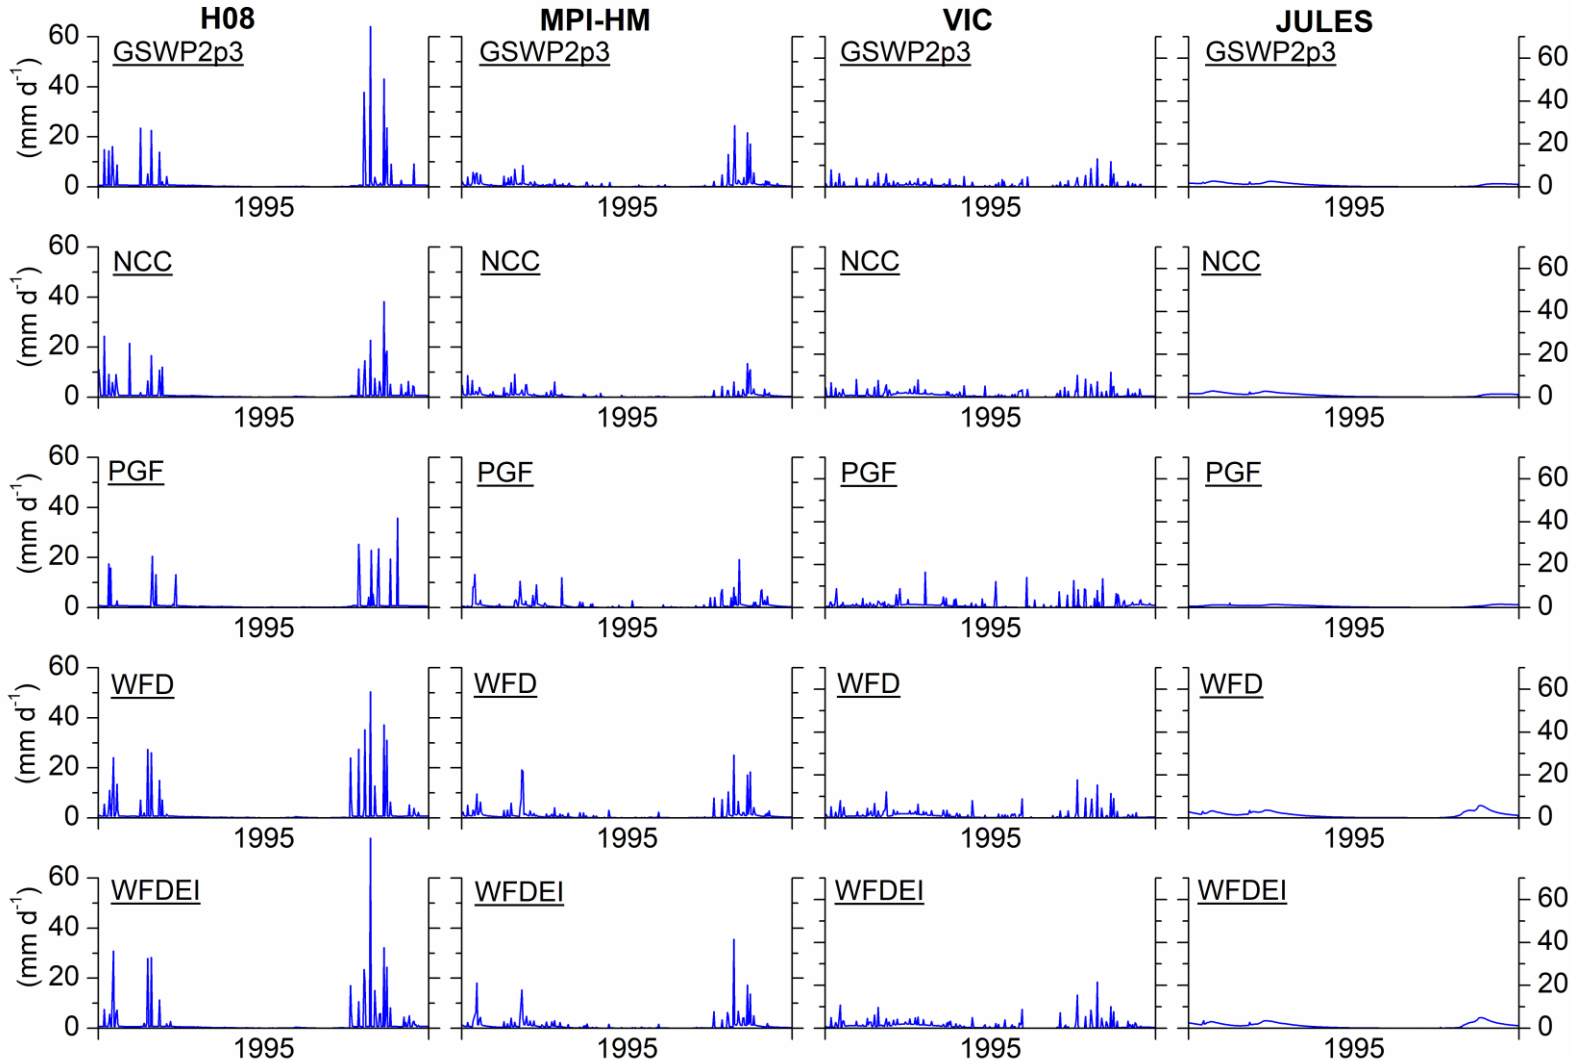 H08 MPI-HM VIC JULES
60 GSWP2p3 GSWP2p3 GSWP2p3 GSWP2p3 60
40 40
20 20
0 0
(mm d-1)
1995 1995 1995 1995
60 NCC NCC NCC NCC 60
40 40
20 20
0 0
(mm d-1)
1995 1995 1995 1995
60 PGF PGF PGF PGF 60
40 40
20 20
0 0
(mm d-1)
1995 1995 1995 1995
60 WFD WFD WFD WFD 60
40 40
20 20
0 0
(mm d-1)
1995 1995 1995 1995
60 WFDEI WFDEI WFDEI WFDEI 60
40 40
20 20
0 0
(mm d-1)
1995 1995 1995 1995